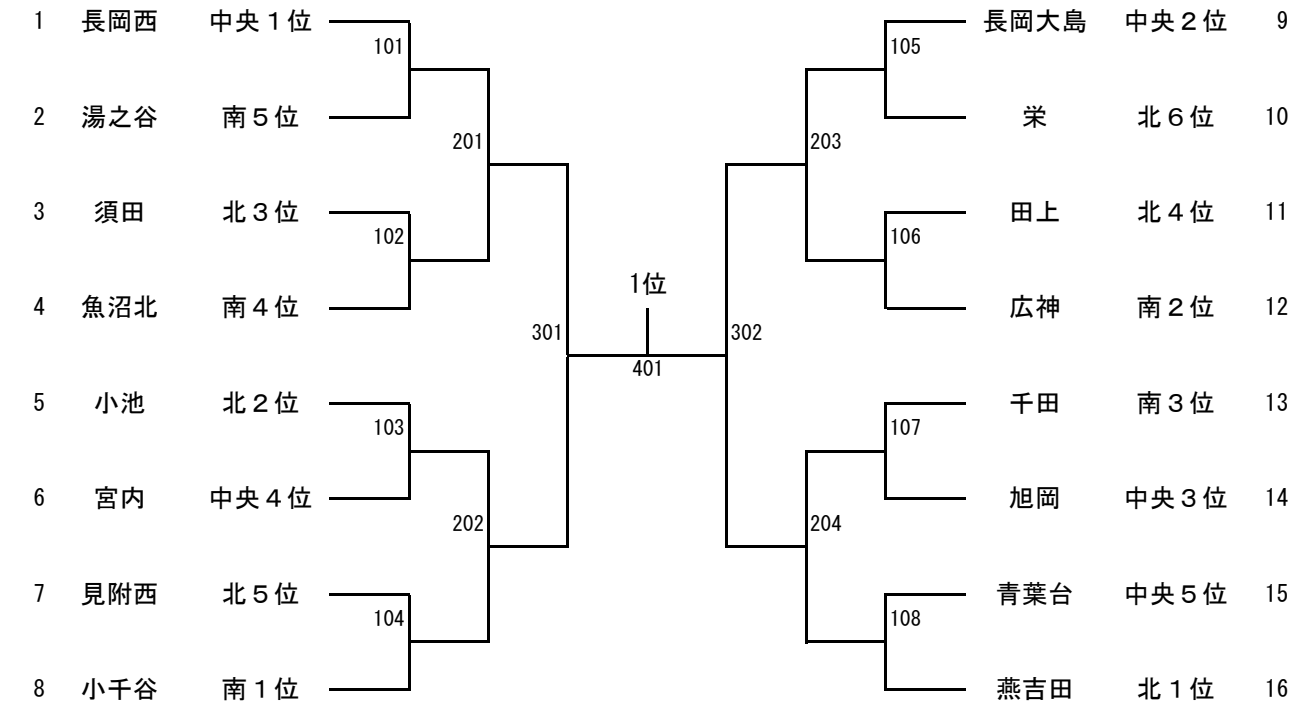 1 長岡西 中央１位
101
2 湯之谷 南５位
201
3 須田 北３位
102
4 魚沼北 南４位
301
5 小池 北２位
103
6 宮内 中央４位
202
7 見附西 北５位
104
8 小千谷 南１位
1位
401
長岡大島 中央２位 9
105
栄 北６位 10
203
田上 北４位 11
106
広神 南２位 12
302
千田 南３位 13
107
旭岡 中央３位 14
204
青葉台 中央５位 15
108
燕吉田 北１位 16